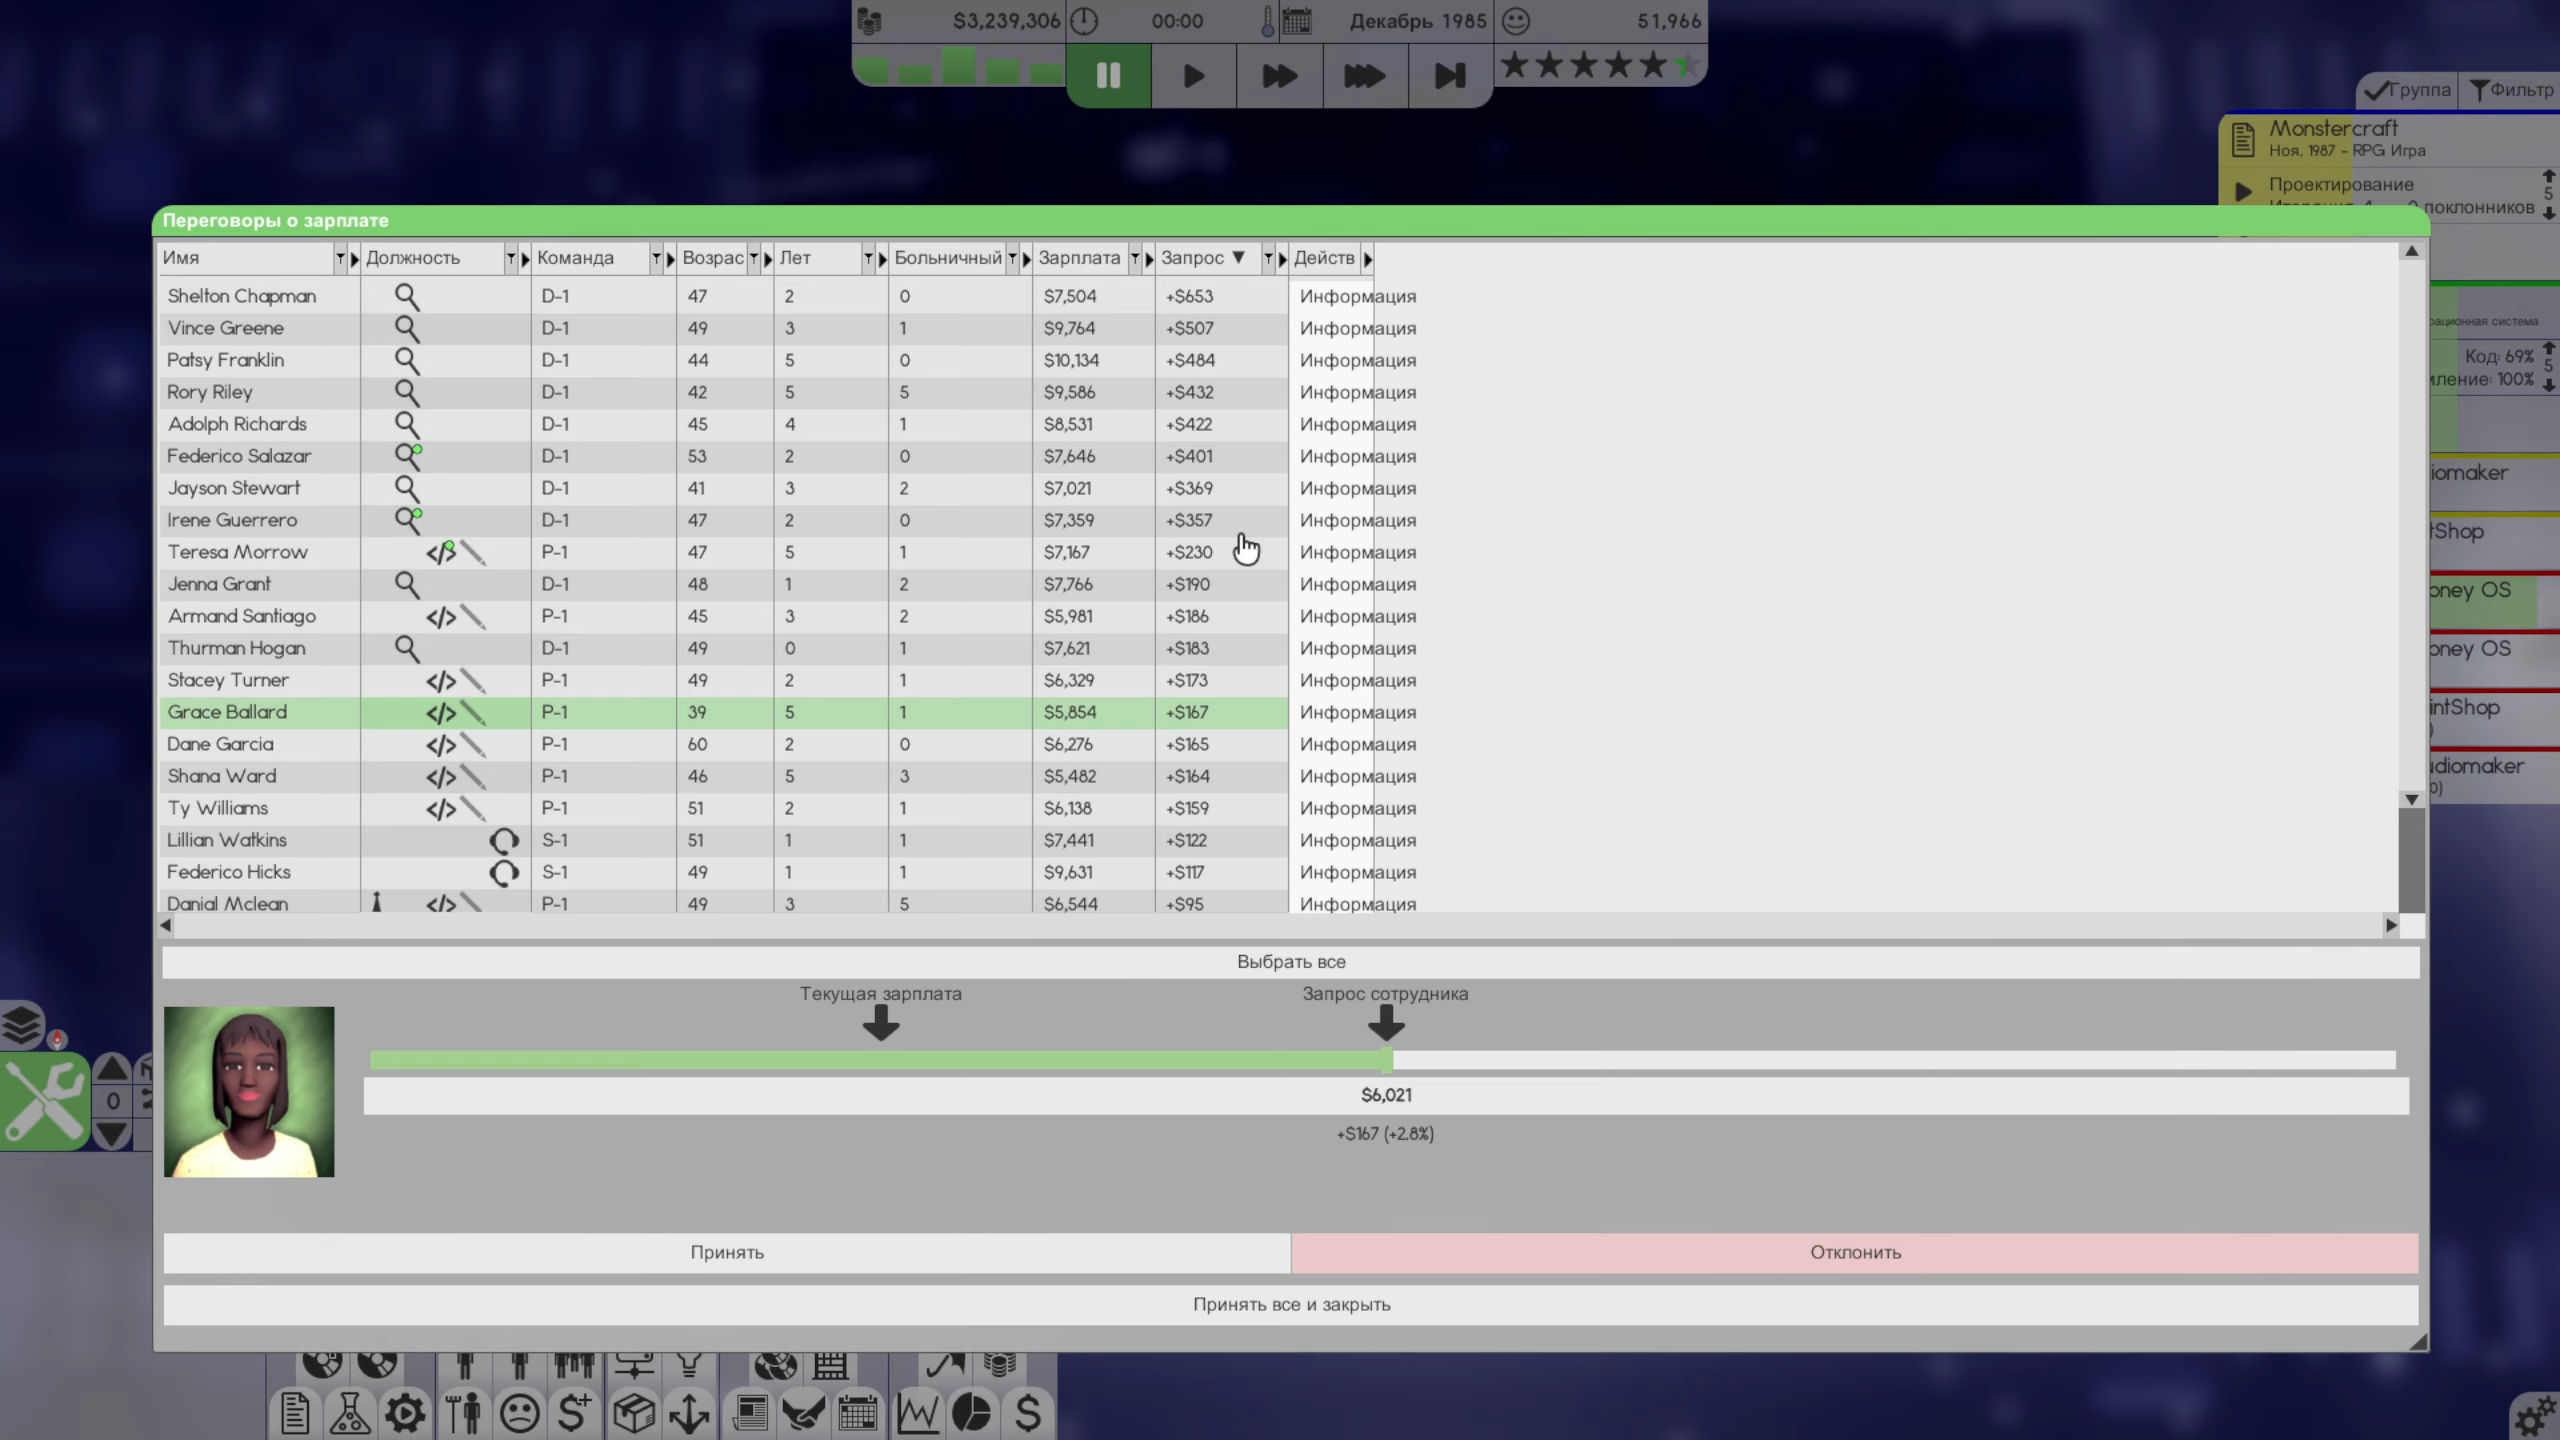 $3,239,306 00:00 Декабрь 1985 51,966
Группа Фильтр
Monstercraft
Ноя. 1987 - RPG Игра
Проектирование
5
поклонников
Переговоры о зарплате
Имя Должность Команда Возрас Лет Больничный Зарплата Запрос ▼ Действ
Shelton Chapman D-1 47 2 0 $7,504 +$653 Информация
Vince Greene D-1 49 3 1 $9,764 +$507 Информация
Patsy Franklin D-1 44 5 0 $10,134 +$484 Информация
Rory Riley D-1 42 5 5 $9,586 +$432 Информация
Adolph Richards D-1 45 4 1 $8,531 +$422 Информация
Federico Salazar D-1 53 2 0 $7,646 +$401 Информация
Jayson Stewart D-1 41 3 2 $7,021 +$369 Информация
Irene Guerrero D-1 47 2 0 $7,359 +$357 Информация
Teresa Morrow P-1 47 5 1 $7,167 +$230 Информация
Jenna Grant D-1 48 1 2 $7,766 +$190 Информация
Armand Santiago P-1 45 3 2 $5,981 +$186 Информация
Thurman Hogan D-1 49 0 1 $7,621 +$183 Информация
Stacey Turner P-1 49 2 1 $6,329 +$173 Информация
Grace Ballard P-1 39 5 1 $5,854 +$167 Информация
Dane Garcia P-1 60 2 0 $6,276 +$165 Информация
Shana Ward P-1 46 5 3 $5,482 +$164 Информация
Ty Williams P-1 51 2 1 $6,138 +$159 Информация
Lillian Watkins S-1 51 1 1 $7,441 +$122 Информация
Federico Hicks S-1 49 1 1 $9,631 +$117 Информация
Danial Mclean P-1 49 3 5 $6,544 +$95 Информация
рационная система
Код: 69%
5
мление: 100%
iomaker
tShop
oney OS
oney OS
intShop
)
udiomaker
0)
Выбрать все
Текущая зарплата Запрос сотрудника
$6,021
+$167 (+2.8%)
0
Принять Отклонить
Принять все и закрыть